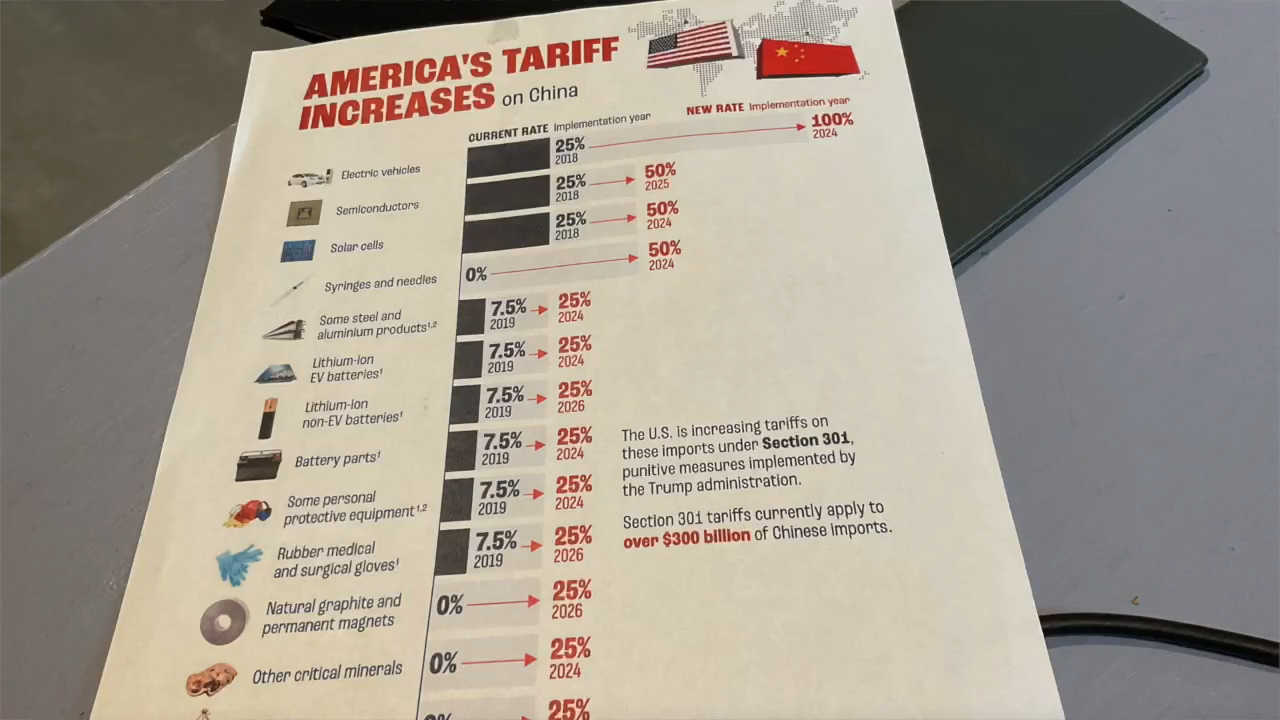 AMERICA'S TARIFF
INCREASES on China
CURRENT RATE Implementation year
NEW RATE Implementation year
Electric vehicles
25%
2018
100%
2024
Semiconductors
25%
2018
50%
2025
Solar cells
25%
2018
50%
2024
Syringes and needles
0%
50%
2024
Some steel and
aluminium products¹,²
7.5%
2019
25%
2024
Lithium-ion
EV batteries¹
7.5%
2019
25%
2024
Lithium-ion
non-EV batteries¹
7.5%
2019
25%
2026
Battery parts¹
7.5%
2019
25%
2024
Some personal
protective equipment¹,²
7.5%
2019
25%
2024
Rubber medical
and surgical gloves¹
7.5%
2019
25%
2026
Natural graphite and
permanent magnets
0%
25%
2026
Other critical minerals
0%
25%
2024
0%
25%
The U.S. is increasing tariffs on
these imports under Section 301,
punitive measures implemented by
the Trump administration.
Section 301 tariffs currently apply to
over $300 billion of Chinese imports.